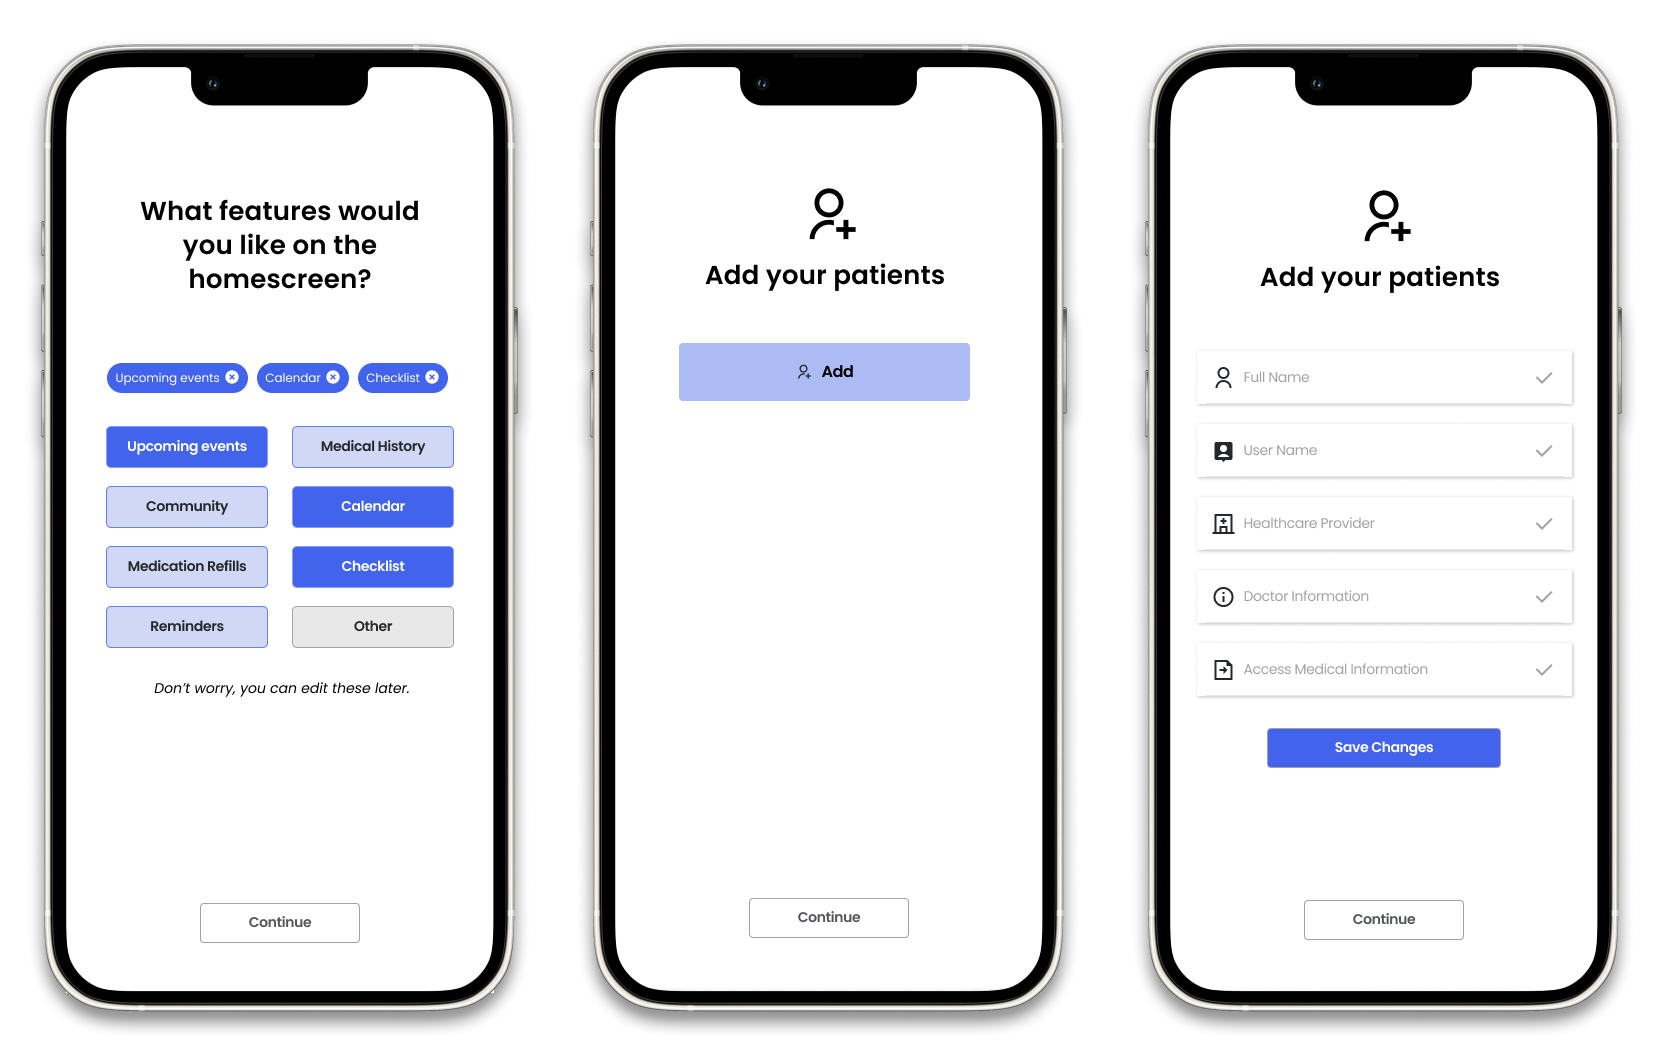 What features would
you like on the
homescreen?
Upcoming events Calendar Checklist
Upcoming events Medical History
Community Calendar
Medication Refills Checklist
Reminders Other
Don't worry, you can edit these later.
Continue
Add your patients
Add
Continue
Add your patients
Full Name
User Name
Healthcare Provider
Doctor Information
Access Medical Information
Save Changes
Continue